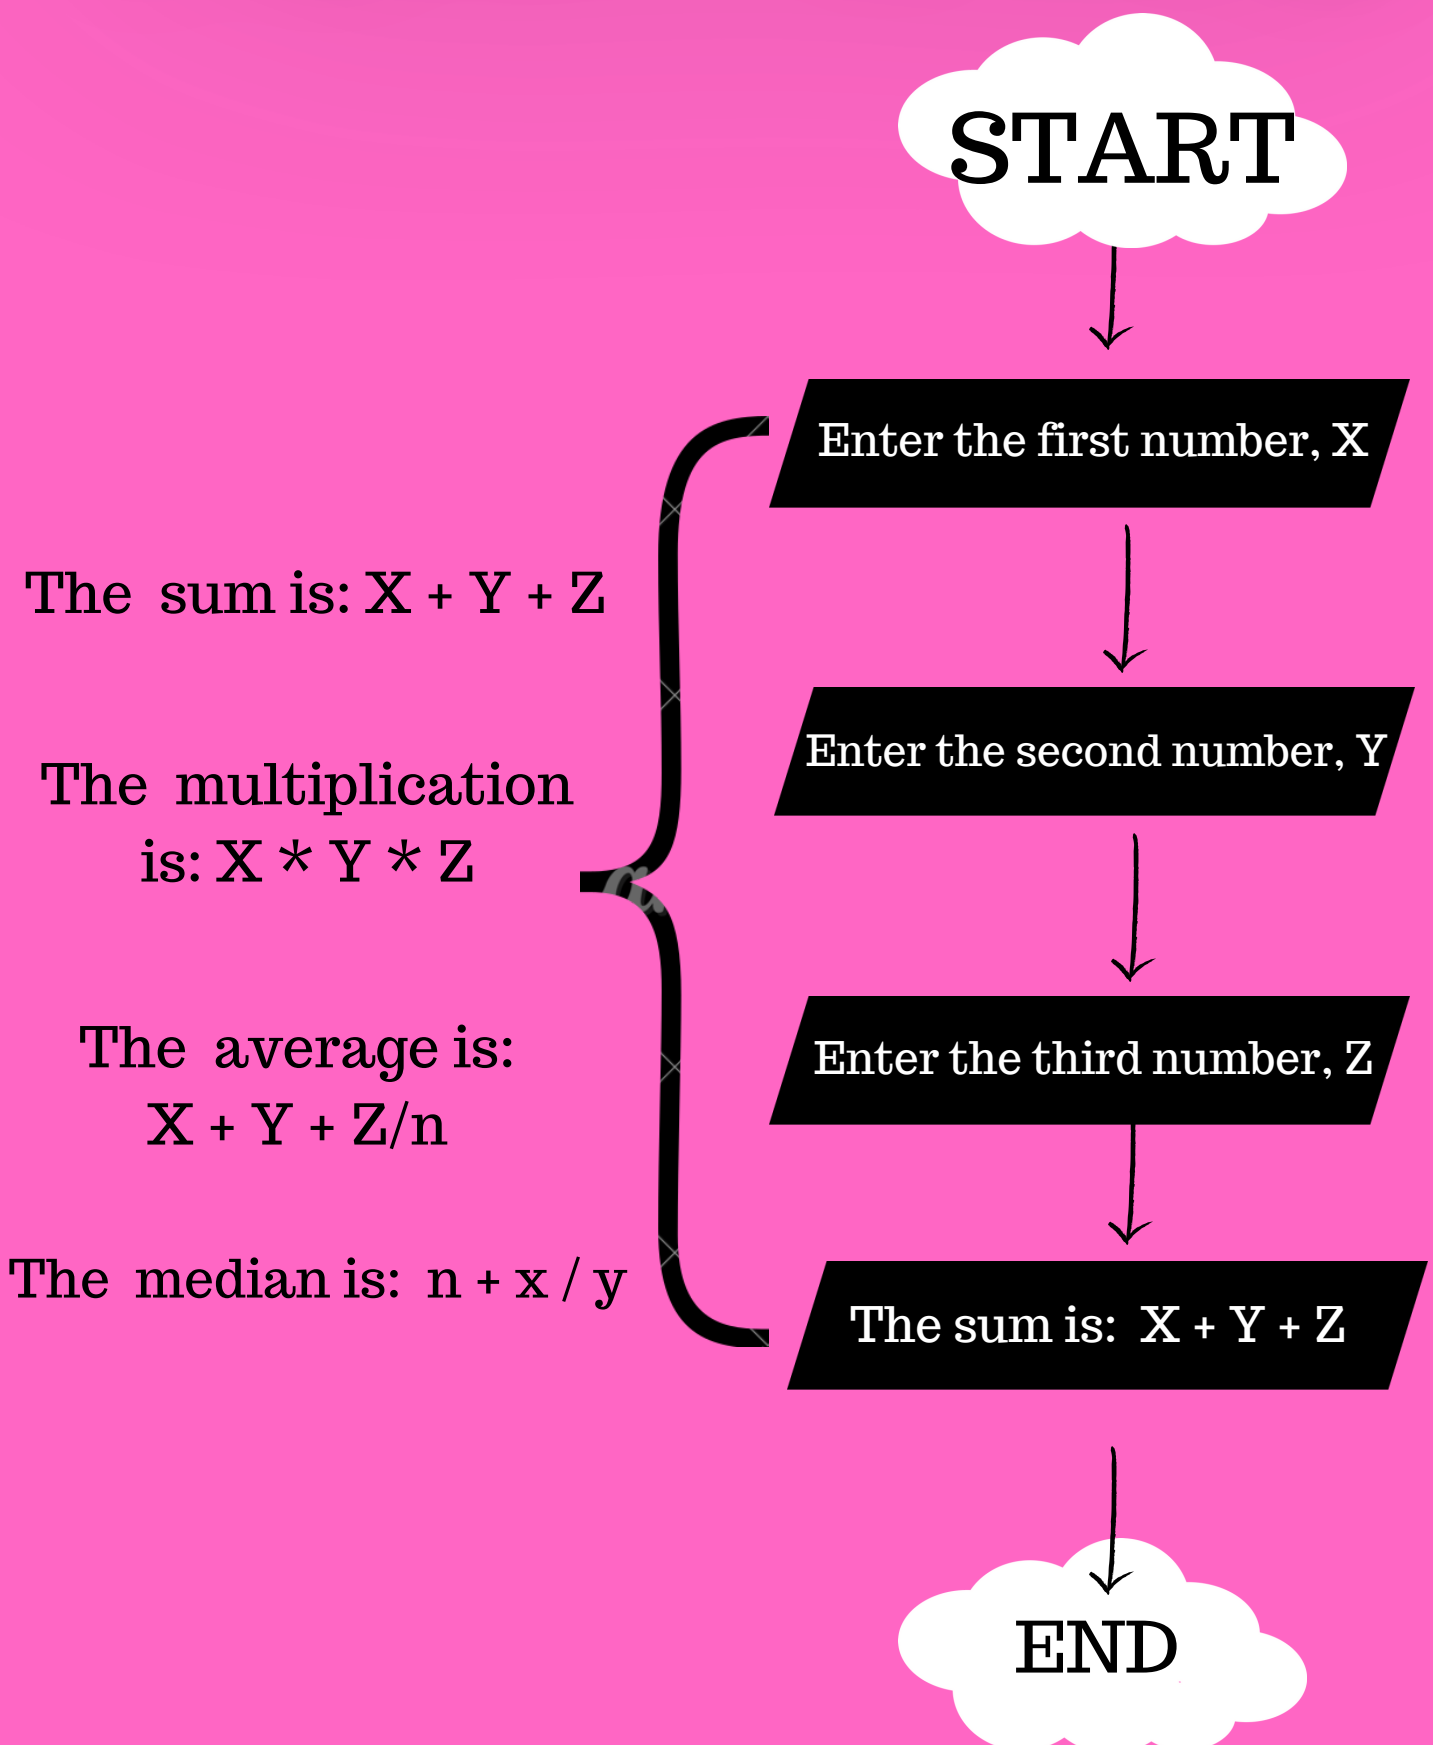 START
Enter the first number, X
Enter the second number, Y
Enter the third number, Z
The sum is: X + Y + Z
END
The sum is: X + Y + Z
The multiplication
is: X * Y * Z
The average is:
X + Y + Z/n
The median is: n + x / y
a